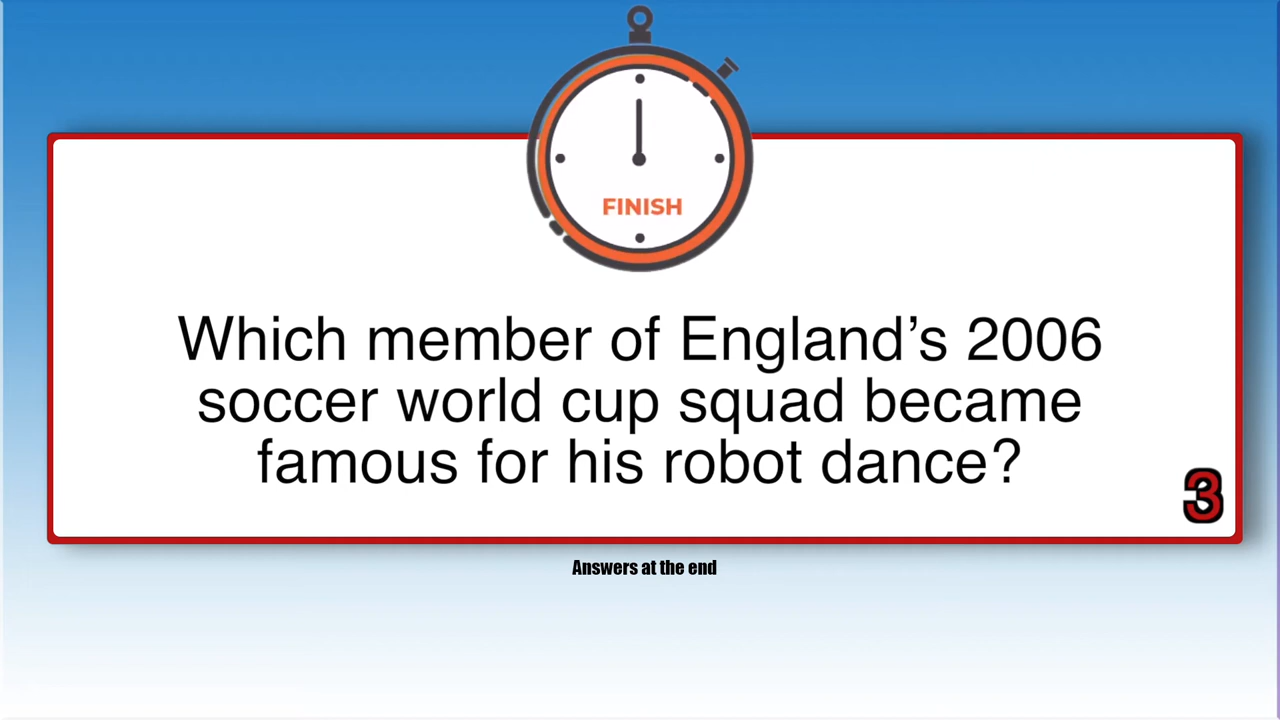 FINISH
Which member of England’s 2006
soccer world cup squad became
famous for his robot dance?
3
Answers at the end